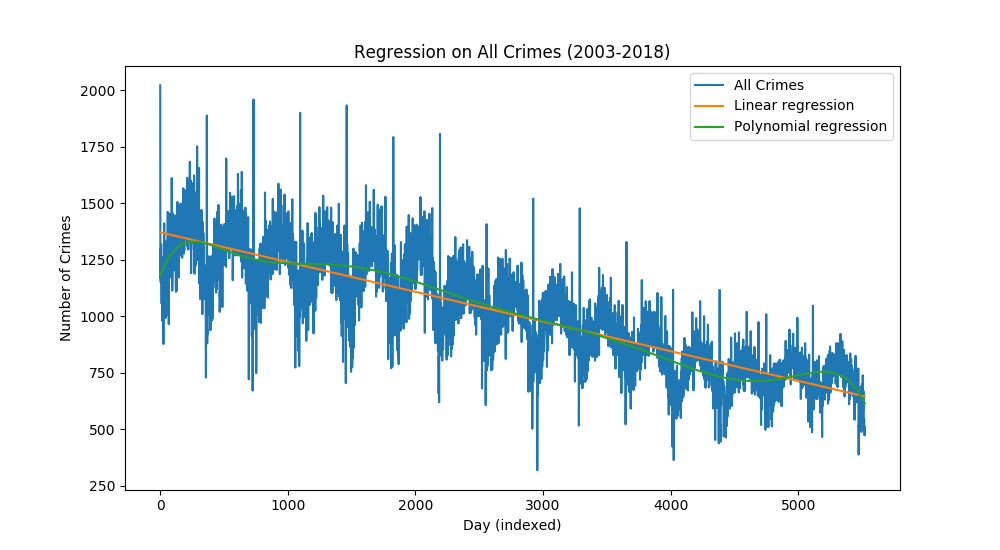 Regression on All Crimes (2003-2018)
All Crimes
Linear regression
Polynomial regression
Number of Crimes
2000
1750
1500
1250
1000
750
500
250
0 1000 2000 3000 4000 5000
Day (indexed)